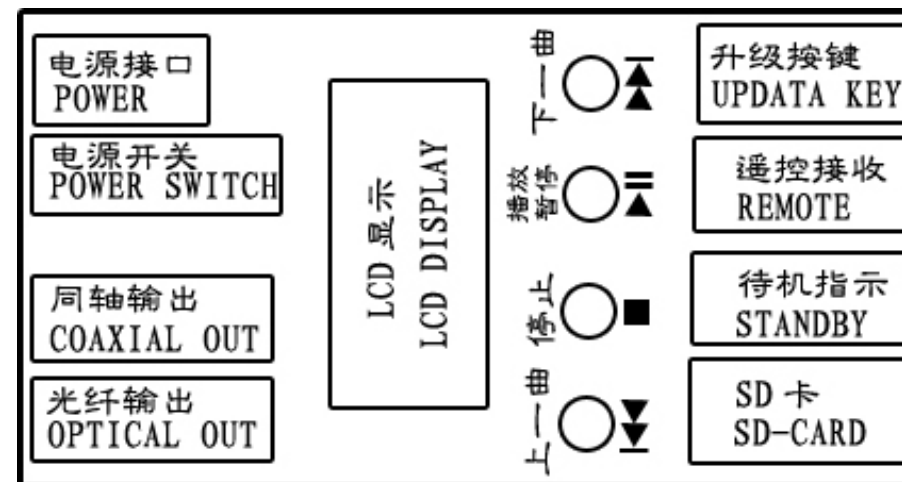 电源接口
POWER
电源开关
POWER SWITCH
同轴输出
COAXIAL OUT
光纤输出
OPTICAL OUT
LCD 显示
LCD DISPLAY
下一曲
播放
暂停
停止
上一曲
升级按键
UPDATA KEY
遥控接收
REMOTE
待机指示
STANDBY
SD 卡
SD-CARD